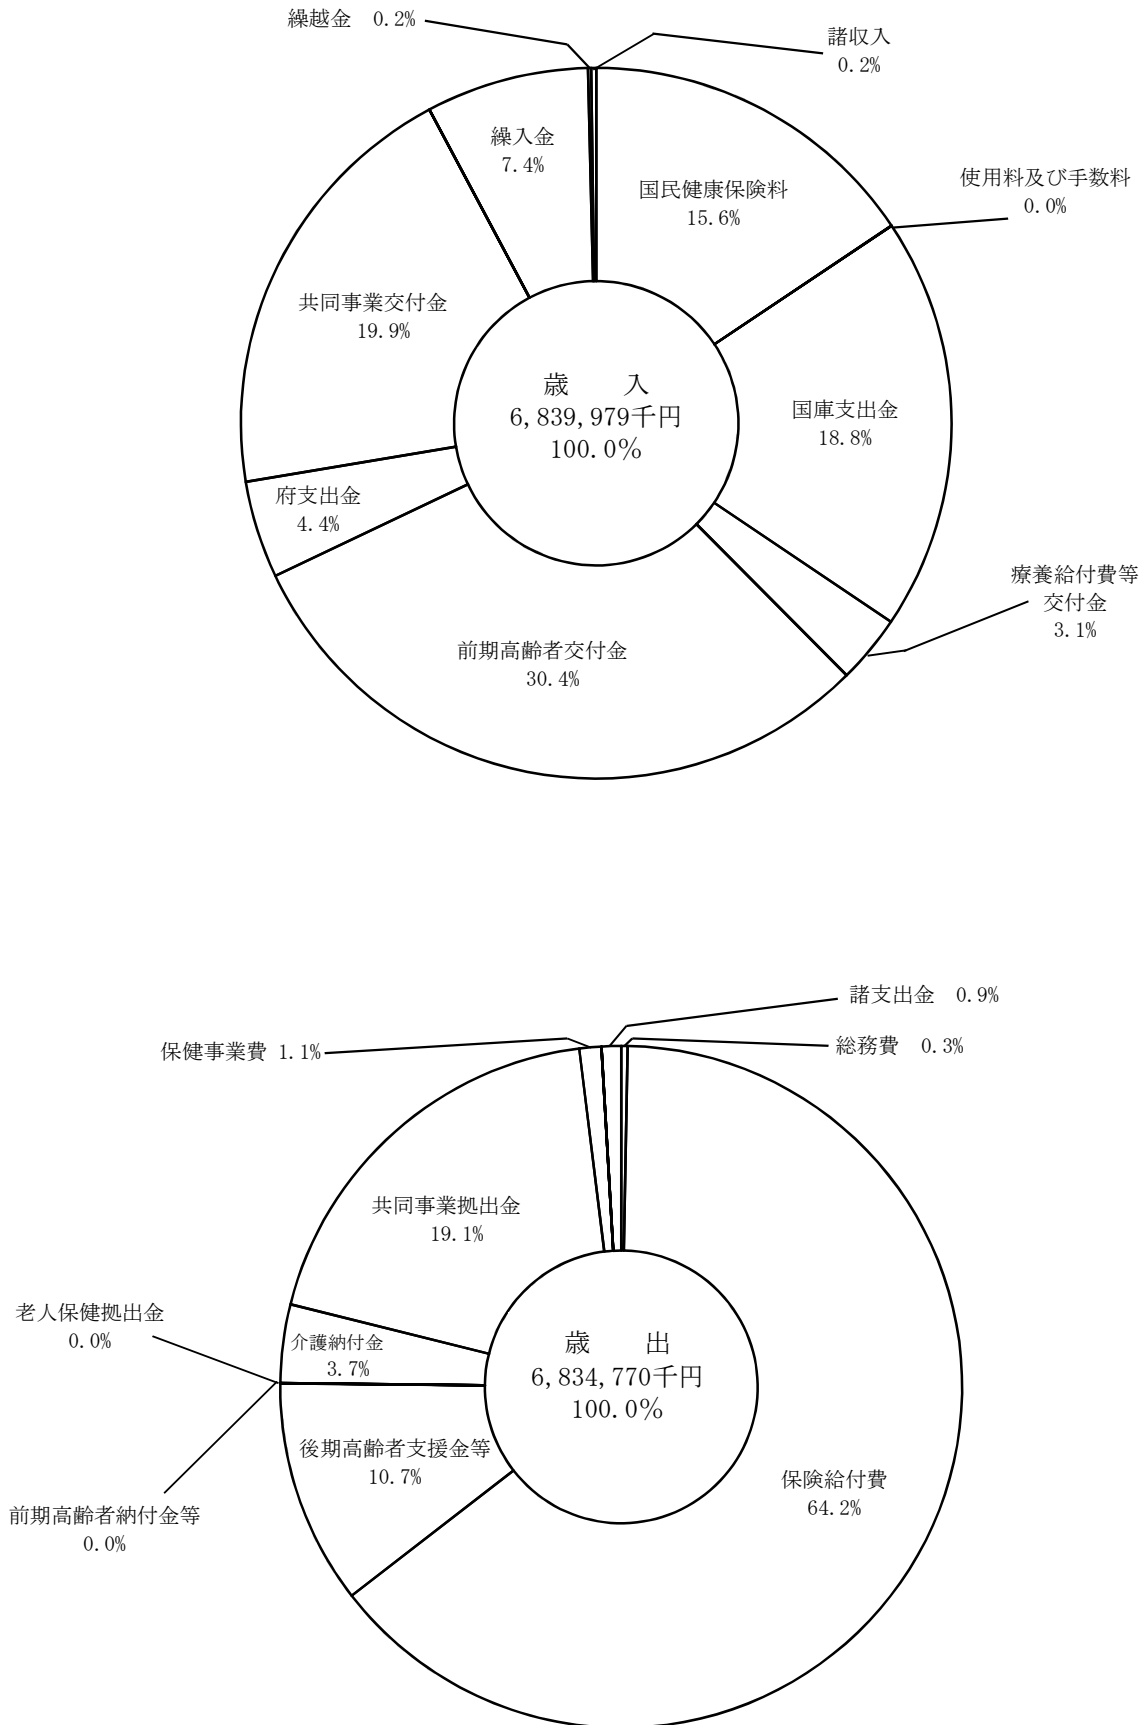 繰越金　0.2%
諸収入
0.2%
繰入金
7.4%
国民健康保険料
15.6%
使用料及び手数料
0.0%
共同事業交付金
19.9%
歳　　入
6,839,979千円
100.0％
国庫支出金
18.8%
府支出金
4.4%
療養給付費等
交付金
3.1%
前期高齢者交付金
30.4%
諸支出金　0.9%
保健事業費 1.1%
総務費　0.3%
共同事業拠出金
19.1%
老人保健拠出金
0.0%
介護納付金
3.7%
歳　　出
6,834,770千円
100.0％
後期高齢者支援金等
10.7%
保険給付費
64.2%
前期高齢者納付金等
0.0%